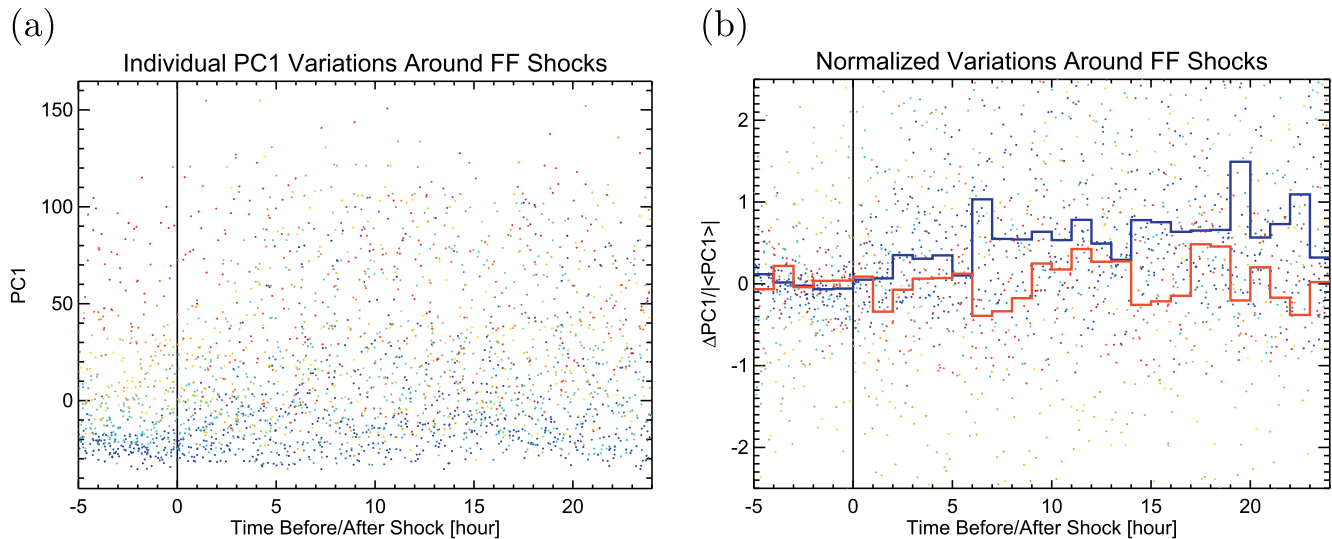 (a)
Individual PC1 Variations Around FF Shocks
150
100
50
0
PC1
-5 0 5 10 15 20
Time Before/After Shock [hour]
(b)
Normalized Variations Around FF Shocks
2
1
0
-1
-2
ΔPC1/|<PC1>|
-5 0 5 10 15 20
Time Before/After Shock [hour]